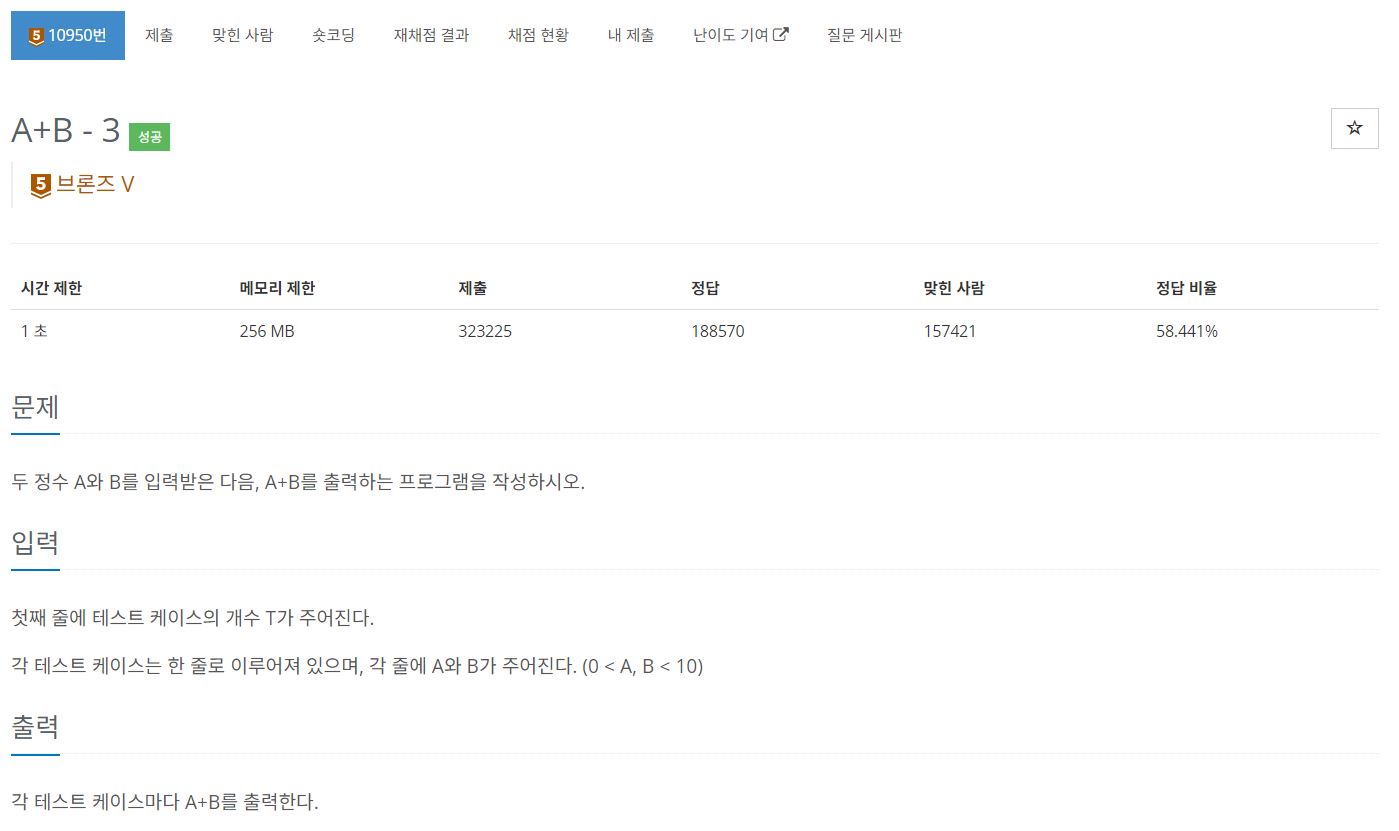 5 10950번 제출 맞힌 사람 숏코딩 재채점 결과 채점 현황 내 제출 난이도 기여 질문 게시판
A+B - 3 성공
5 브론즈 V
시간 제한 메모리 제한 제출 정답 맞힌 사람 정답 비율
1 초 256 MB 323225 188570 157421 58.441%
문제
두 정수 A와 B를 입력받은 다음, A+B를 출력하는 프로그램을 작성하시오.
입력
첫째 줄에 테스트 케이스의 개수 T가 주어진다.
각 테스트 케이스는 한 줄로 이루어져 있으며, 각 줄에 A와 B가 주어진다. (0 < A, B < 10)
출력
각 테스트 케이스마다 A+B를 출력한다.